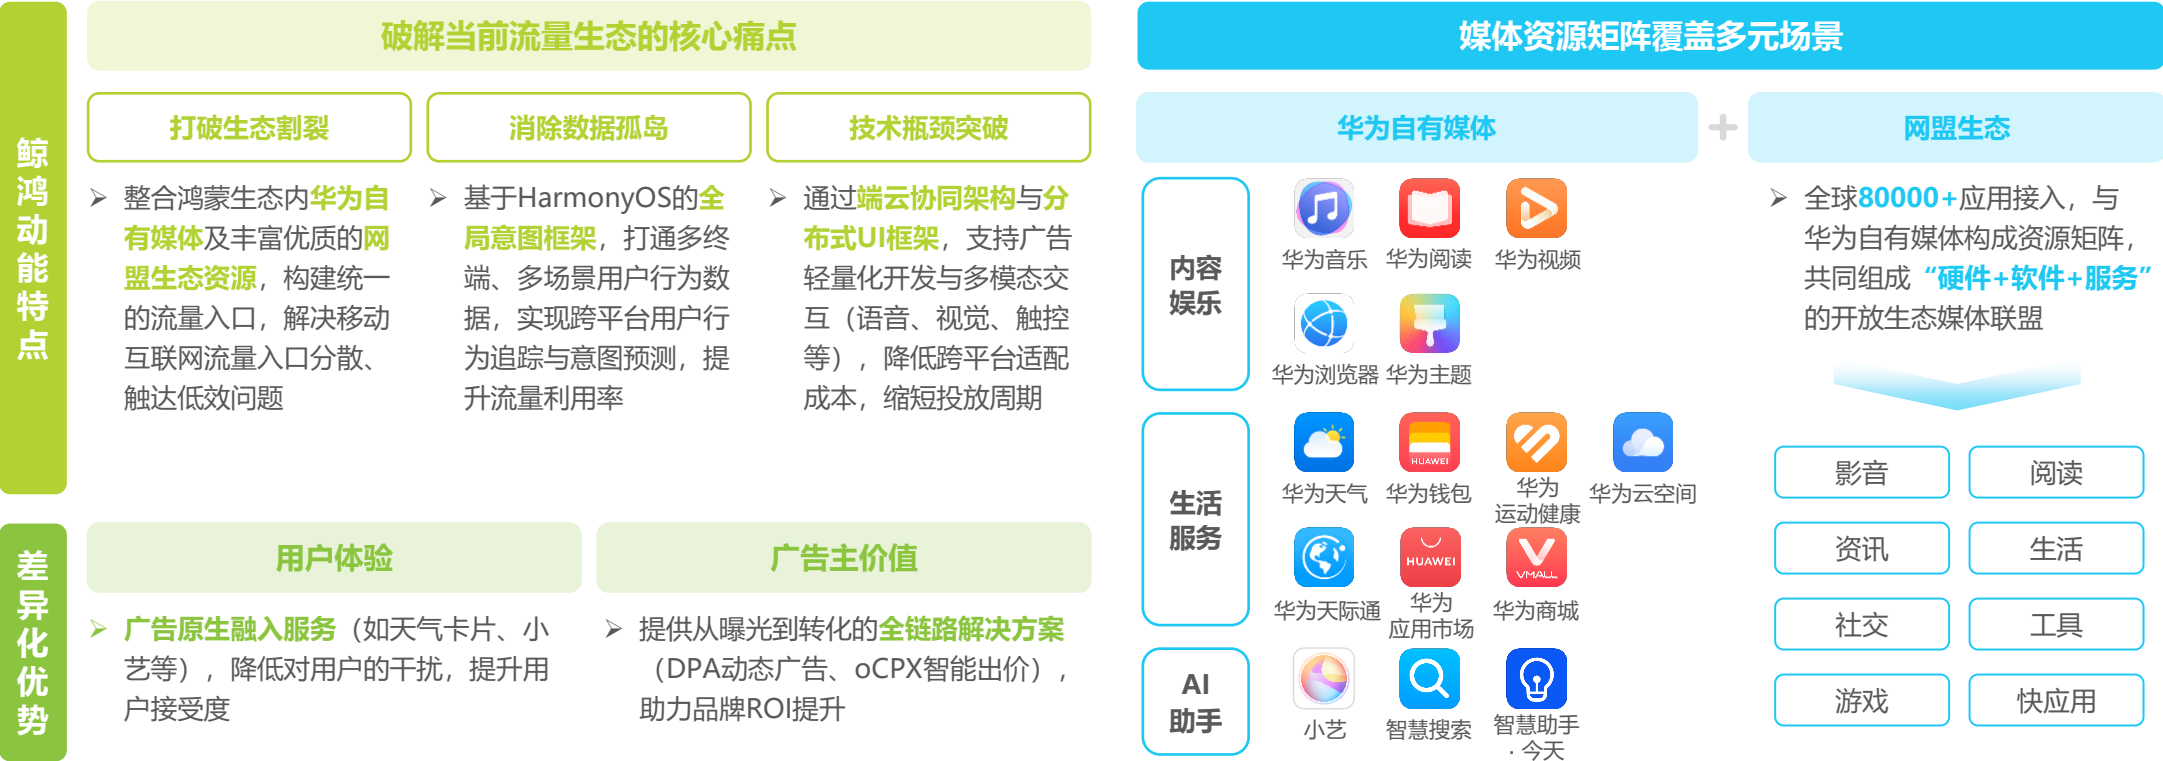 鲸鸿动能特点
破解当前流量生态的核心痛点
打破生态割裂
整合鸿蒙生态内华为自
有媒体及丰富优质的网
盟生态资源，构建统一
的流量入口，解决移动
互联网流量入口分散、
触达低效问题
消除数据孤岛
基于HarmonyOS的全
局意图框架，打通多终
端、多场景用户行为数
据，实现跨平台用户行
为追踪与意图预测，提
升流量利用率
技术瓶颈突破
通过端云协同架构与分
布式UI框架，支持广告
轻量化开发与多模态交
互（语音、视觉、触控
等），降低跨平台适配
成本，缩短投放周期
差异化优势
用户体验
广告原生融入服务（如天气卡片、小
艺等），降低对用户的干扰，提升用
户接受度
广告主价值
提供从曝光到转化的全链路解决方案
（DPA动态广告、oCPX智能出价），
助力品牌ROI提升
媒体资源矩阵覆盖多元场景
华为自有媒体
+
网盟生态
内容
娱乐
华为音乐 华为阅读 华为视频
华为浏览器 华为主题
生活
服务
HUAWEI
华为天气 华为钱包 华为
运动健康 华为云空间
HUAWEI
VMALL
华为天际通 华为
应用市场 华为商城
AI
助手
小艺 智慧搜索 智慧助手
·今天
全球80000+应用接入，与
华为自有媒体构成资源矩阵，
共同组成“硬件+软件+服务”
的开放生态媒体联盟
影音 阅读
资讯 生活
社交 工具
游戏 快应用